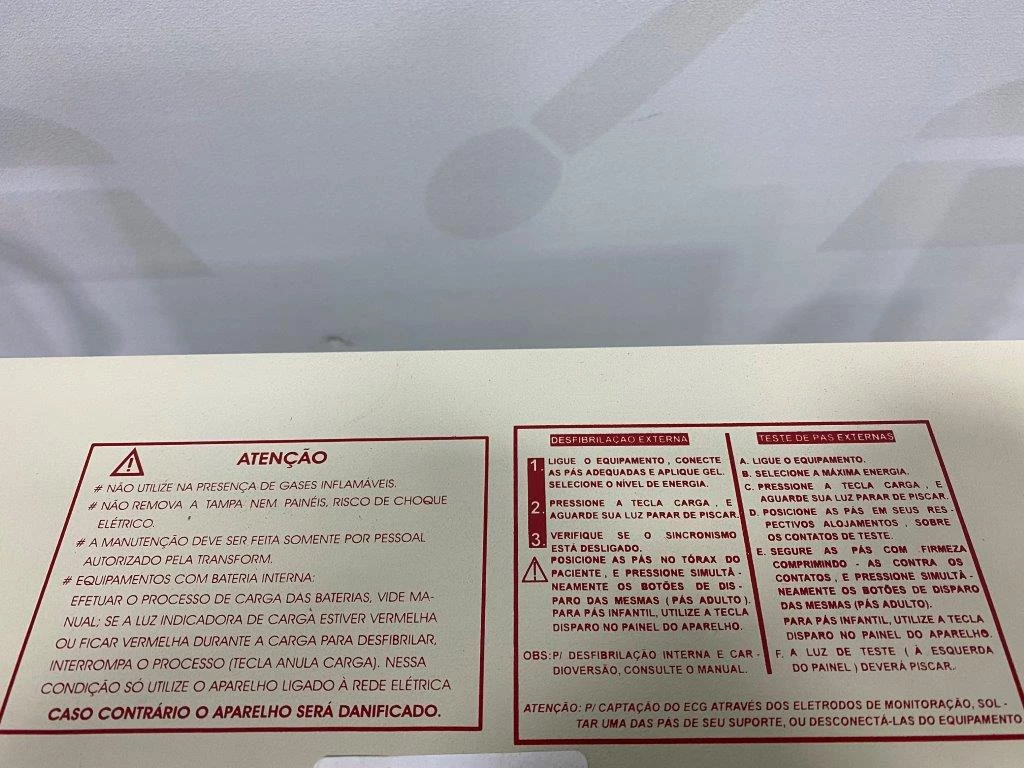 ATENÇÃO
# NÃO UTILIZE NA PRESENÇA DE GASES INFLAMÁVEIS.
# NÃO REMOVA A TAMPA NEM PAINÉIS, RISCO DE CHOQUE
ELÉTRICO.
# A MANUTENÇÃO DEVE SER FEITA SOMENTE POR PESSOAL
AUTORIZADO PELA TRANSFORM.
# EQUIPAMENTOS COM BATERIA INTERNA:
EFETUAR O PROCESSO DE CARGA DAS BATERIAS, VIDE MA-
NUAL; SE A LUZ INDICADORA DE CARGA ESTIVER VERMELHA
OU FICAR VERMELHA DURANTE A CARGA PARA DESFIBRILAR,
INTERROMPA O PROCESSO (TECLA ANULA CARGA). NESSA
CONDIÇÃO SÓ UTILIZE O APARELHO LIGADO À REDE ELÉTRICA
CASO CONTRÁRIO O APARELHO SERÁ DANIFICADO.
DESFIBRILAÇÃO EXTERNA
1. LIGUE O EQUIPAMENTO, CONECTE
AS PÁS ADEQUADAS E APLIQUE GEL.
SELECIONE O NÍVEL DE ENERGIA.
2. PRESSIONE A TECLA CARGA, E
AGUARDE SUA LUZ PARAR DE PISCAR.
3. VERIFIQUE SE O SINCRONISMO
ESTÁ DESLIGADO.
POSICIONE AS PÁS NO TÓRAX DO
PACIENTE, E PRESSIONE SIMULTÂ-
NEAMENTE OS BOTÕES DE DIS-
PARO DAS MESMAS (PÁS ADULTO).
PARA PÁS INFANTIL, UTILIZE A TECLA
DISPARO NO PAINEL DO APARELHO.
OBS:P/ DESFIBRILAÇÃO INTERNA E CAR-
DIOVERSÃO, CONSULTE O MANUAL.
TESTE DE PÁS EXTERNAS
A. LIGUE O EQUIPAMENTO.
B. SELECIONE A MÁXIMA ENERGIA.
C. PRESSIONE A TECLA CARGA, E
AGUARDE SUA LUZ PARAR DE PISCAR.
D. POSICIONE AS PÁS EM SEUS RES-
PECTIVOS ALOJAMENTOS, SOBRE
OS CONTATOS DE TESTE.
E. SEGURE AS PÁS COM FIRMEZA
COMPRIMINDO-AS CONTRA OS
CONTATOS, E PRESSIONE SIMULTÂ-
NEAMENTE OS BOTÕES DE DISPARO
DAS MESMAS (PÁS ADULTO).
PARA PÁS INFANTIL, UTILIZE A TECLA
DISPARO NO PAINEL DO APARELHO.
F. A LUZ DE TESTE (À ESQUERDA
DO PAINEL) DEVERÁ PISCAR.
ATENÇÃO: P/ CAPTAÇÃO DO ECG ATRAVÉS DOS ELETRODOS DE MONITORAÇÃO, SOL-
TAR UMA DAS PÁS DE SEU SUPORTE, OU DESCONECTÁ-LAS DO EQUIPAMENTO